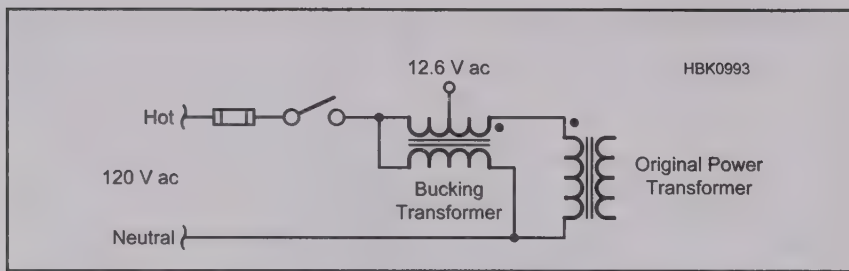 12.6 V ac
HBK0993
Hot
120 V ac
Bucking
Transformer
Original Power
Transformer
Neutral